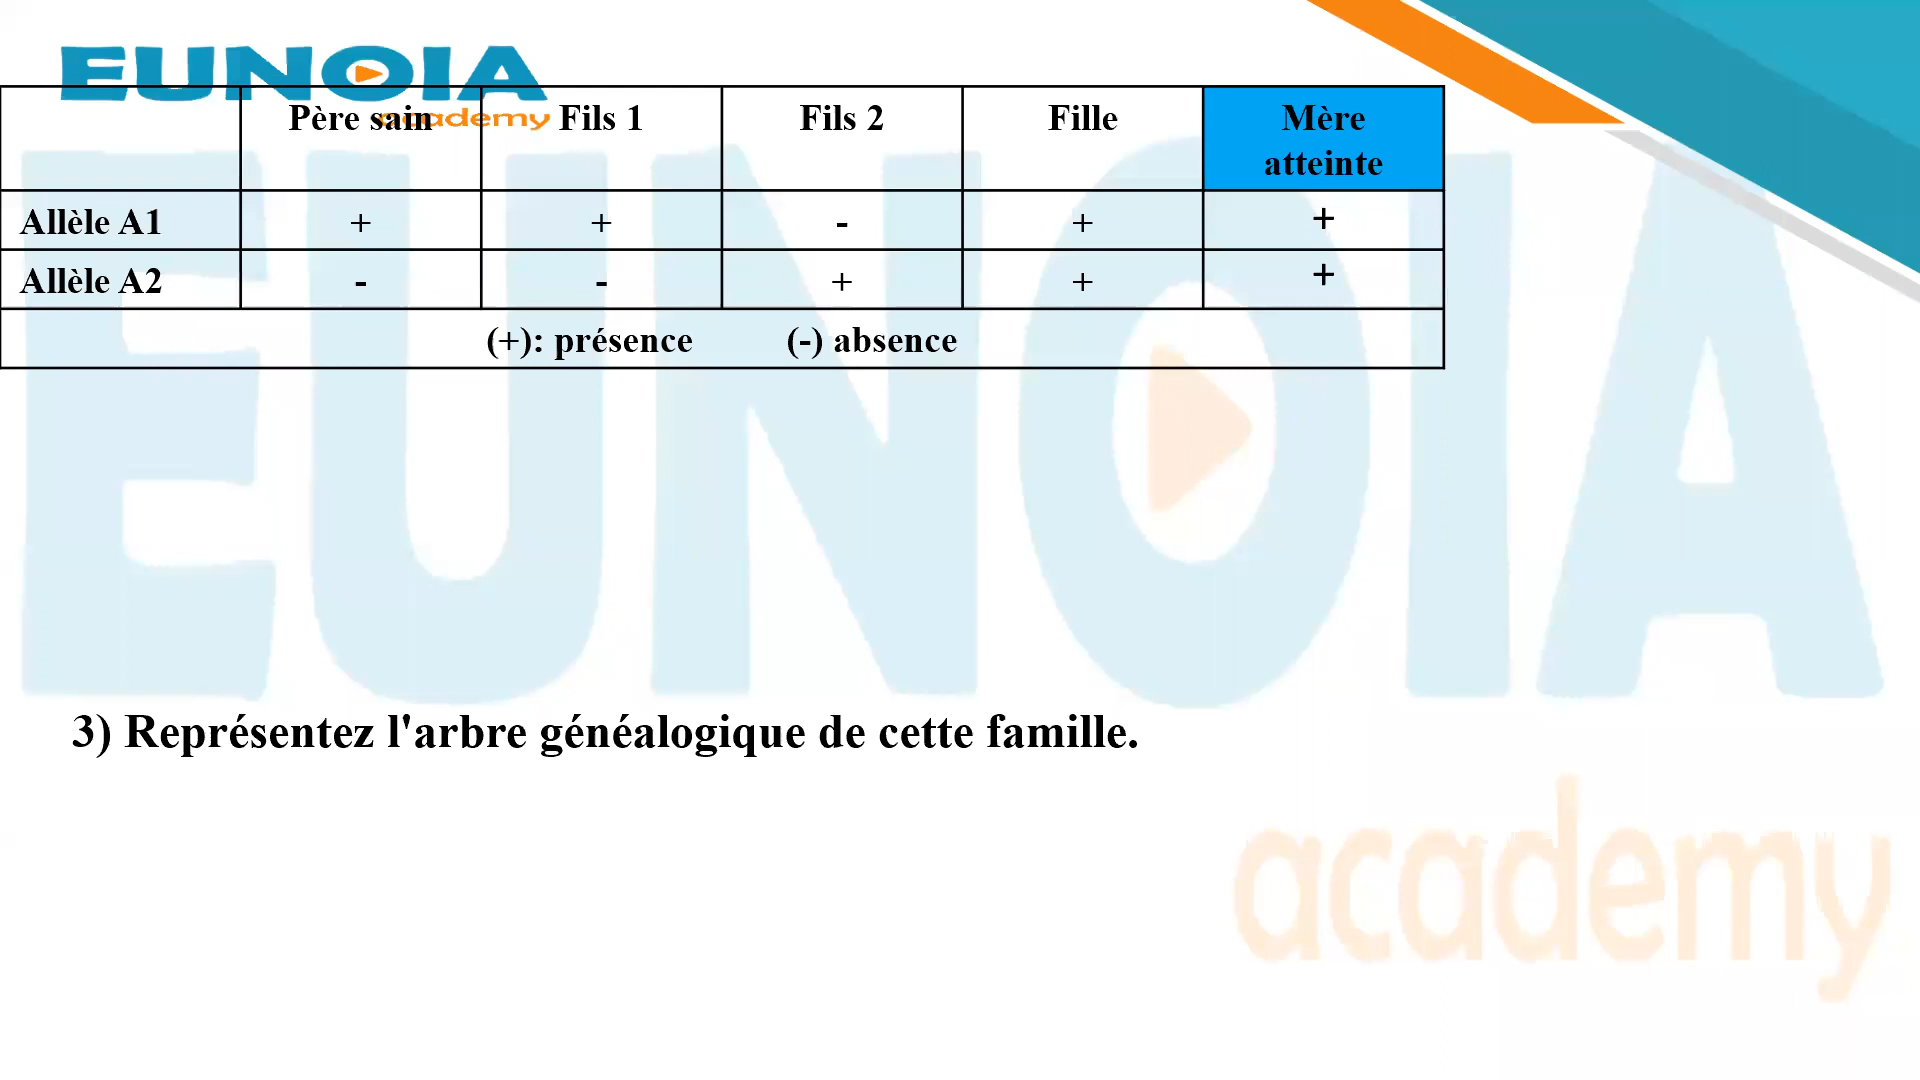 EUNOIA
academy
Père sain Fils 1 Fils 2 Fille Mère atteinte
Allèle A1 + + - + +
Allèle A2 - - + + +
(+): présence (-) absence
EUNOIA
3) Représentez l'arbre généalogique de cette famille.
academy